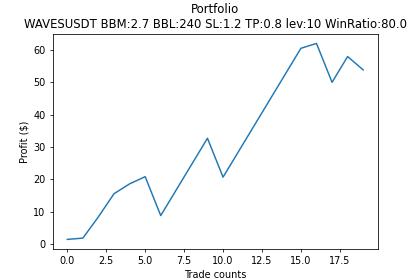 Portfolio
WAVESUSDT BBM:2.7 BBL:240 SL:1.2 TP:0.8 lev:10 WinRatio:80.0
60
50
40
30
20
10
0
Profit ($)
0.0 2.5 5.0 7.5 10.0 12.5 15.0 17.5
Trade counts